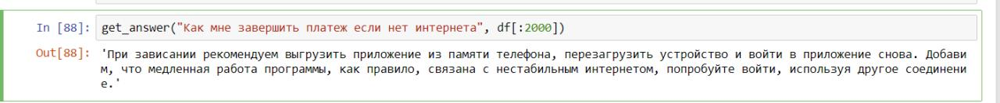 In [88]: get_answer("Как мне завершить платеж если нет интернета", df[:2000])
Out[88]: 'При зависании рекомендуем выгрузить приложение из памяти телефона, перезагрузить устройство и войти в приложение снова. Добави
м, что медленная работа программы, как правило, связана с нестабильным интернетом, попробуйте войти, используя другое соединени
е.'